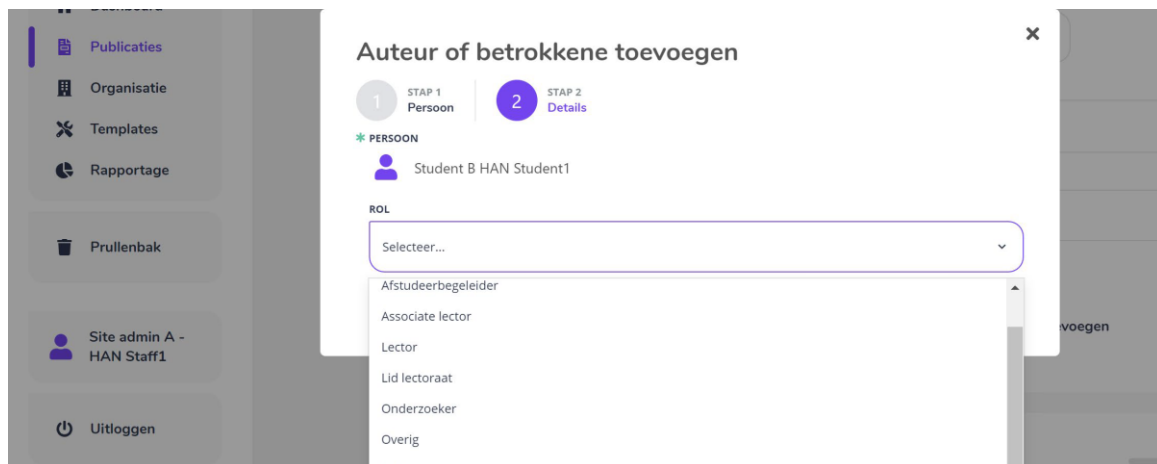 Publicaties
Organisatie
Templates
Rapportage
Prullenbak
Site admin A -
HAN Staff1
Uitloggen
Auteur of betrokkene toevoegen
1
STAP 1
Persoon
2
STAP 2
Details
* PERSOON
Student B HAN Student1
ROL
Selecteer...
Afstudeerbegeleider
Associate lector
Lector
Lid lectoraat
Onderzoeker
Overig